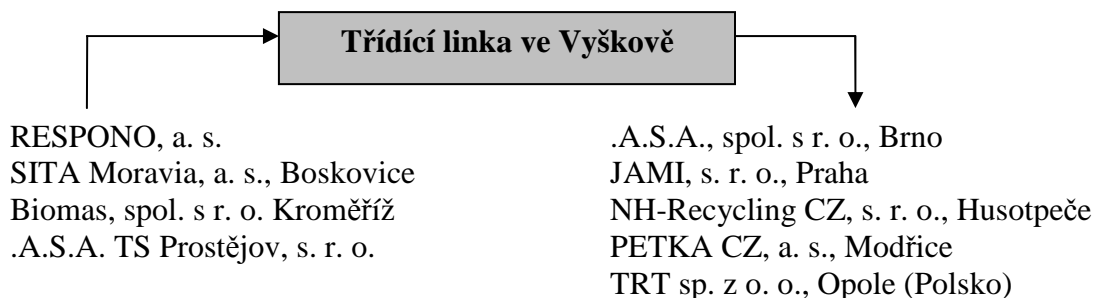 Třídící linka ve Vyškově
RESPONO, a. s.
SITA Moravia, a. s., Boskovice
Biomas, spol. s r. o. Kroměříž
.A.S.A. TS Prostějov, s. r. o.
.A.S.A., spol. s r. o., Brno
JAMI, s. r. o., Praha
NH-Recycling CZ, s. r. o., Husotpeče
PETKA CZ, a. s., Modřice
TRT sp. z o. o., Opole (Polsko)